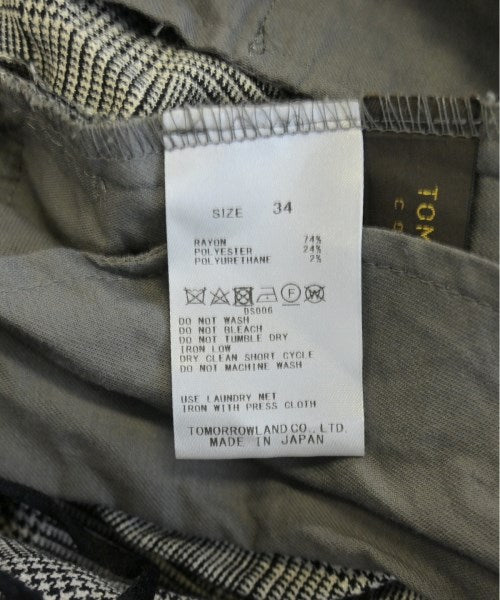 SIZE 34
RAYON 74%
POLYESTER 24%
POLYURETHANE 2%
F W
DS006
DO NOT WASH
DO NOT BLEACH
DO NOT TUMBLE DRY
IRON LOW
DRY CLEAN SHORT CYCLE
DO NOT MACHINE WASH
USE LAUNDRY NET
IRON WITH PRESS CLOTH
TOMORROWLAND CO., LTD.
MADE IN JAPAN
TOM